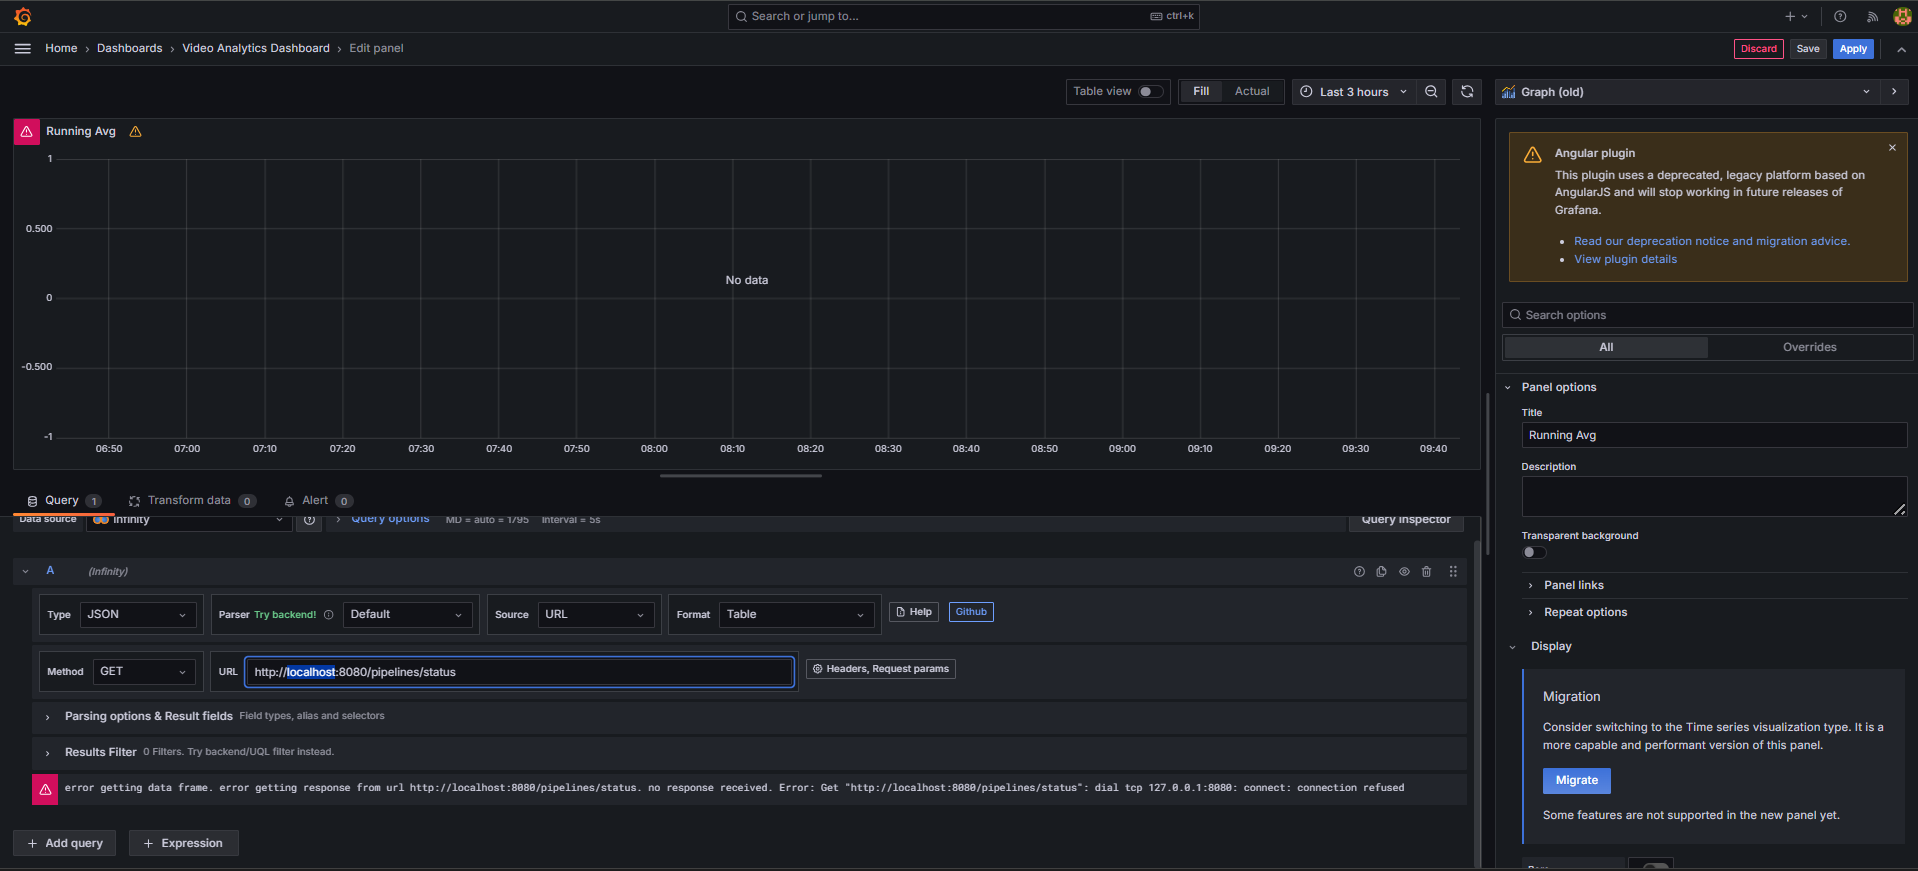 Search or jump to...
ctrl+k
Home › Dashboards › Video Analytics Dashboard › Edit panel
Discard
Save
Apply
Table view
Fill
Actual
Last 3 hours
Graph (old)
Running Avg
1
0.500
0
-0.500
-1
No data
06:50 07:00 07:10 07:20 07:30 07:40 07:50 08:00 08:10 08:20 08:30 08:40 08:50 09:00 09:10 09:20 09:30 09:40
Query 1
Transform data 0
Alert 0
Data source
Infinity
Query options
MD = auto = 1795
Interval = 5s
Query inspector
A
(Infinity)
Type
JSON
Parser Try backend!
Default
Source
URL
Format
Table
Help
Github
Method
GET
URL
http://localhost:8080/pipelines/status
Headers, Request params
Parsing options & Result fields Field types, alias and selectors
Results Filter 0 Filters. Try backend/UQL filter instead.
error getting data frame. error getting response from url http://localhost:8080/pipelines/status. no response received. Error: Get "http://localhost:8080/pipelines/status": dial tcp 127.0.0.1:8080: connect: connection refused
+ Add query
+ Expression
Angular plugin
This plugin uses a deprecated, legacy platform based on
AngularJS and will stop working in future releases of
Grafana.
• Read our deprecation notice and migration advice.
• View plugin details
Search options
All
Overrides
Panel options
Title
Running Avg
Description
Transparent background
Panel links
Repeat options
Display
Migration
Consider switching to the Time series visualization type. It is a
more capable and performant version of this panel.
Migrate
Some features are not supported in the new panel yet.